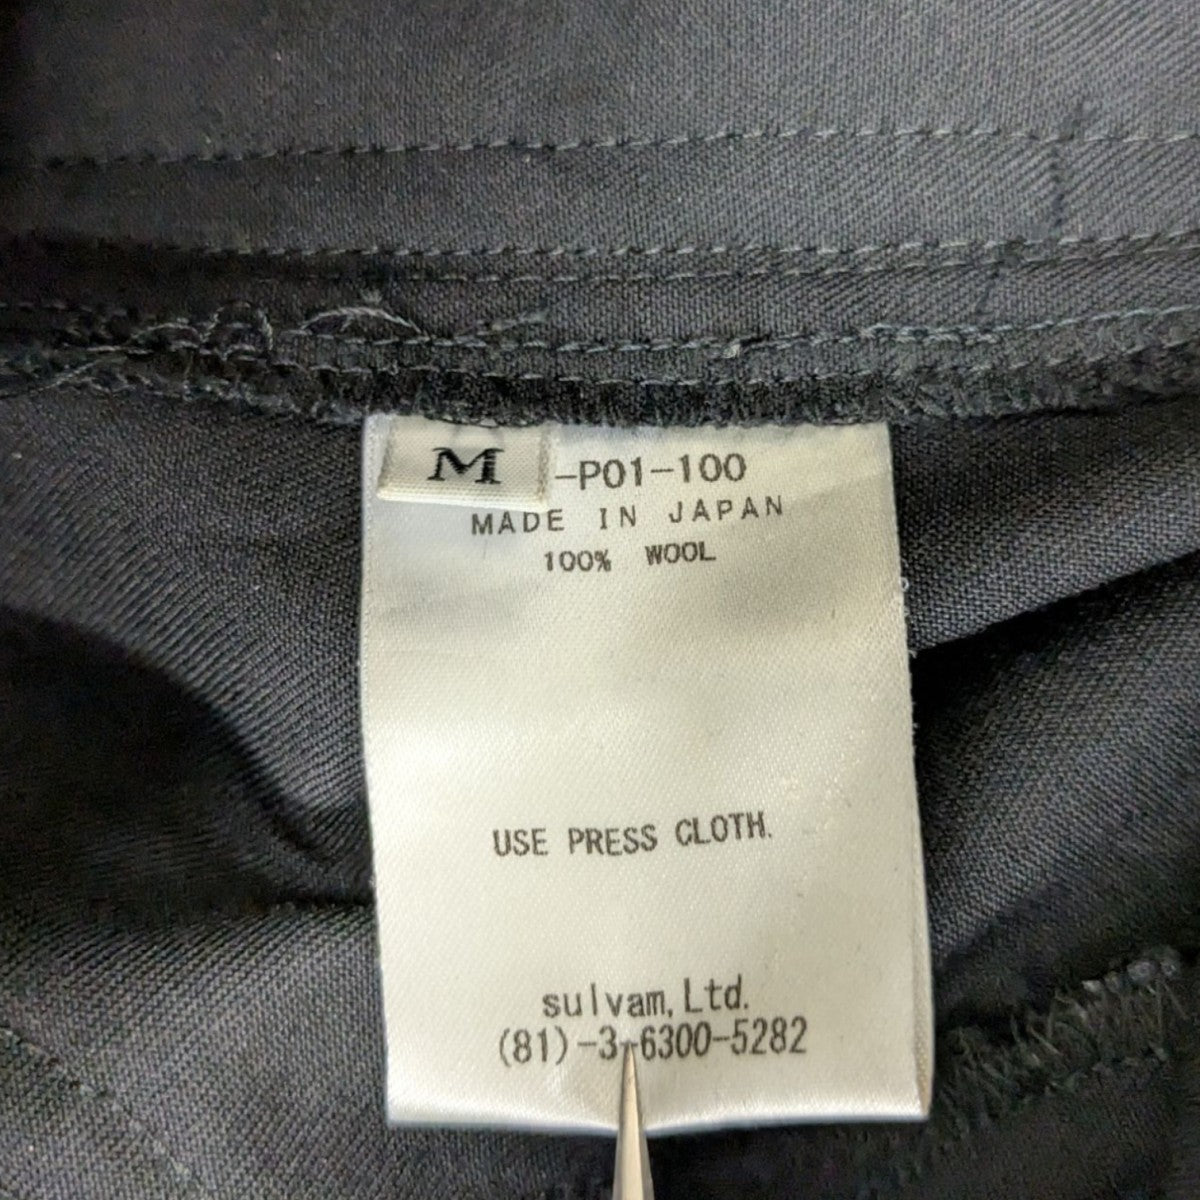 M
-P01-100
MADE IN JAPAN
100% WOOL
USE PRESS CLOTH.
sulvam, Ltd.
(81)-3-6300-5282